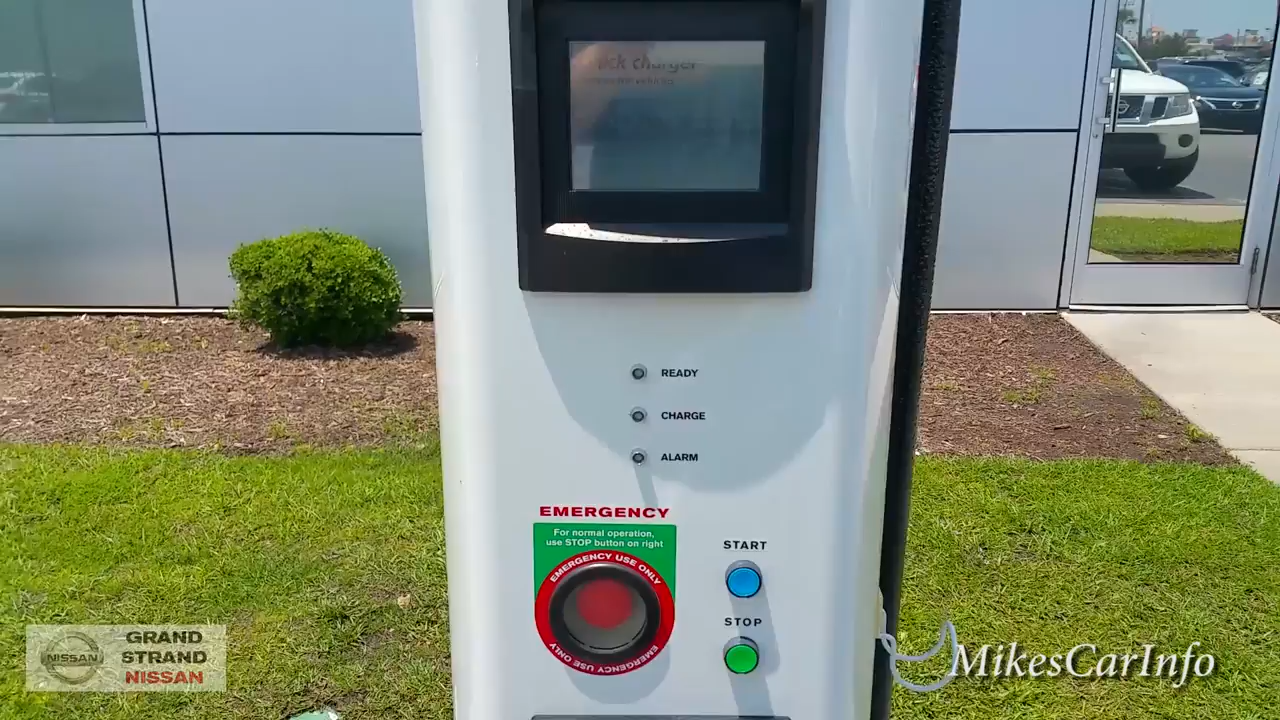 charger
READY
CHARGE
ALARM
EMERGENCY
For normal operation,
use STOP button on right
EMERGENCY USE ONLY
EMERGENCY USE ONLY
START
STOP
NISSAN
GRAND
STRAND
NISSAN
MikesCarInfo